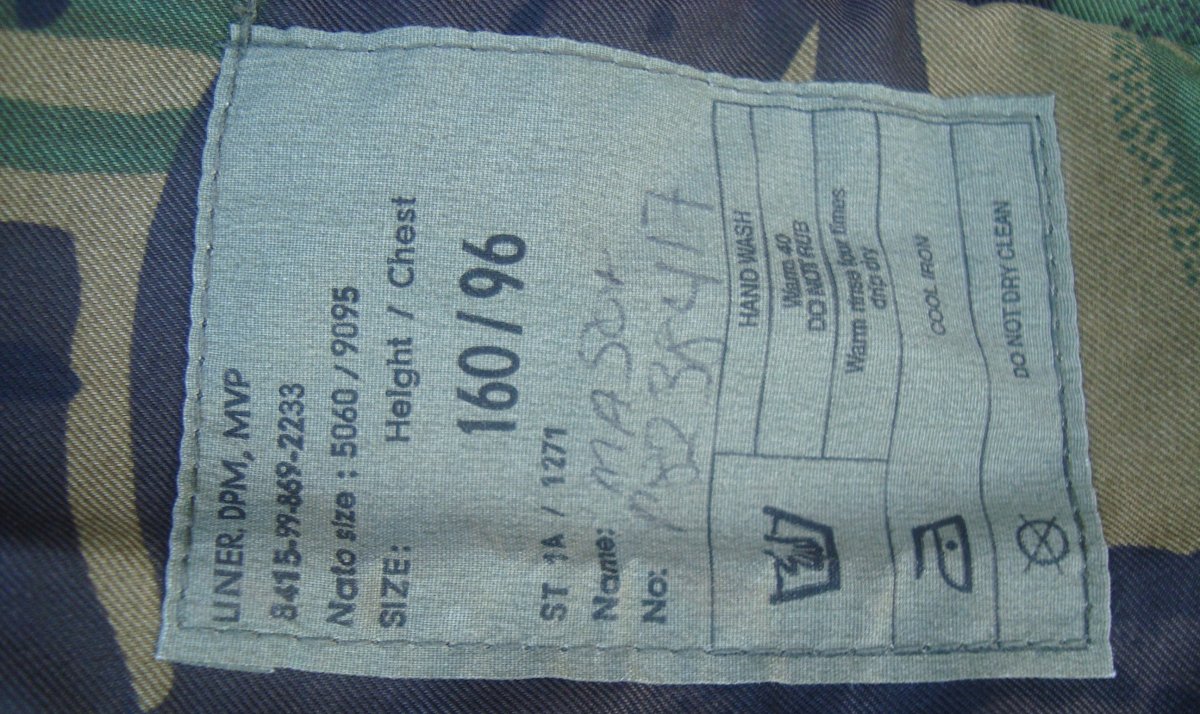 LINER, DPM, MVP
8415-99-869-2233
Nato size : 5060 / 9095
SIZE: Height / Chest
160 / 96
ST 1A / 1271
Name: MASON
No:
HAND WASH
Warm 40
DO NOT RUB
Warm rinse for times
drip dry
COOL IRON
DO NOT DRY CLEAN